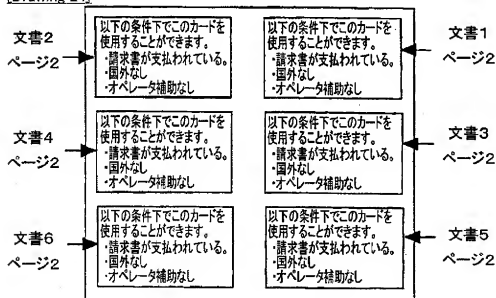 [Drawing 24]
文書2
ページ2
以下の条件下でこのカードを
使用することができます。
・請求書が支払われている。
・国外なし
・オペレータ補助なし
以下の条件下でこのカードを
使用することができます。
・請求書が支払われている。
・国外なし
・オペレータ補助なし
文書1
ページ2
文書4
ページ2
以下の条件下でこのカードを
使用することができます。
・請求書が支払われている。
・国外なし
・オペレータ補助なし
以下の条件下でこのカードを
使用することができます。
・請求書が支払われている。
・国外なし
・オペレータ補助なし
文書3
ページ2
文書6
ページ2
以下の条件下でこのカードを
使用することができます。
・請求書が支払われている。
・国外なし
・オペレータ補助なし
以下の条件下でこのカードを
使用することができます。
・請求書が支払われている。
・国外なし
・オペレータ補助なし
文書5
ページ2